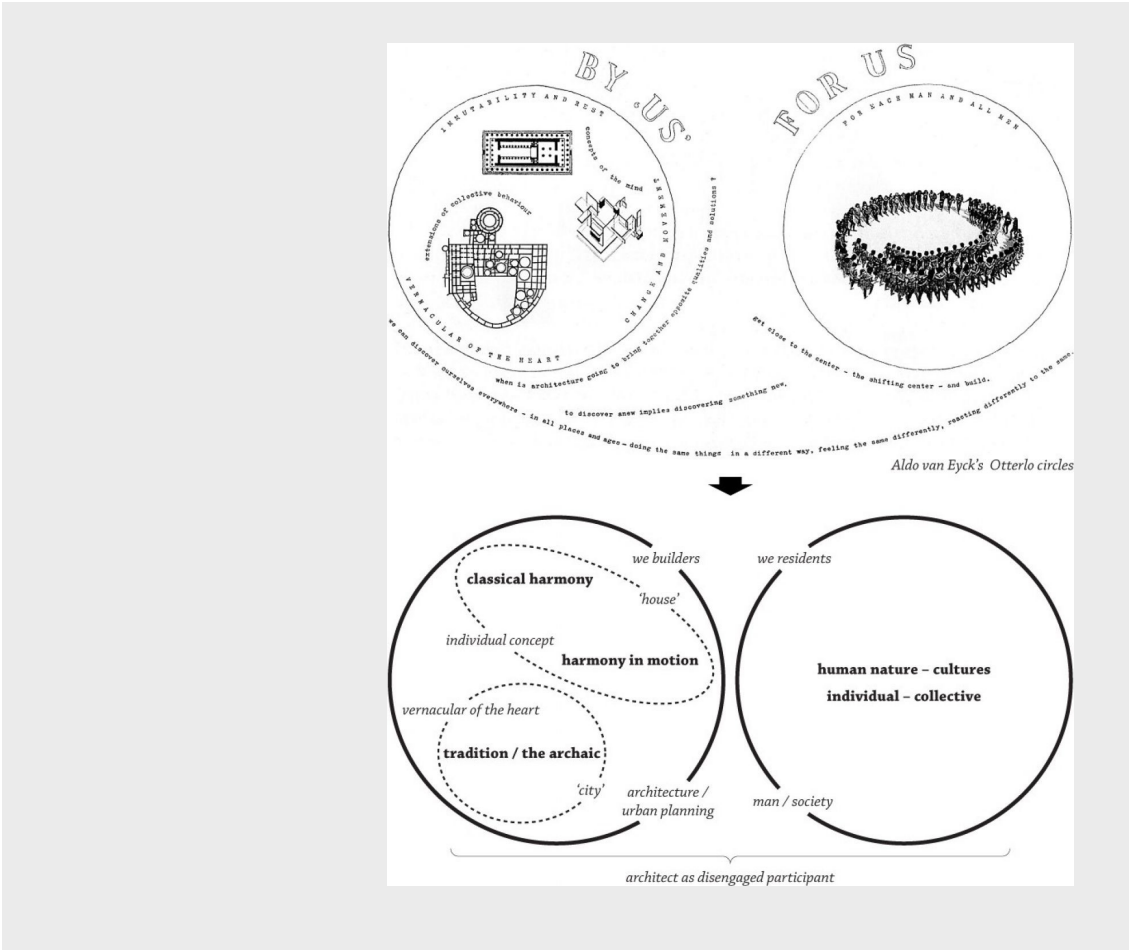 BY 'US'
FOR US
IMMUTABILITY AND REST
concepts of the mind
extensions of collective behaviour
CHANGE AND MOVEMENT
VERNACULAR OF THE HEART
when is architecture going to bring together opposite qualities and solutions ?
FOR EACH MAN AND ALL MEN
get close to the center – the shifting center – and build.
to discover anew implies discovering something new.
we can discover ourselves everywhere – in all places and ages – doing the same things in a different way, feeling the same differently, reacting differently to the same.
Aldo van Eyck's Otterlo circles
we builders
we residents
classical harmony
'house'
individual concept
harmony in motion
human nature – cultures
individual – collective
vernacular of the heart
tradition / the archaic
'city'
architecture /
urban planning
man / society
architect as disengaged participant